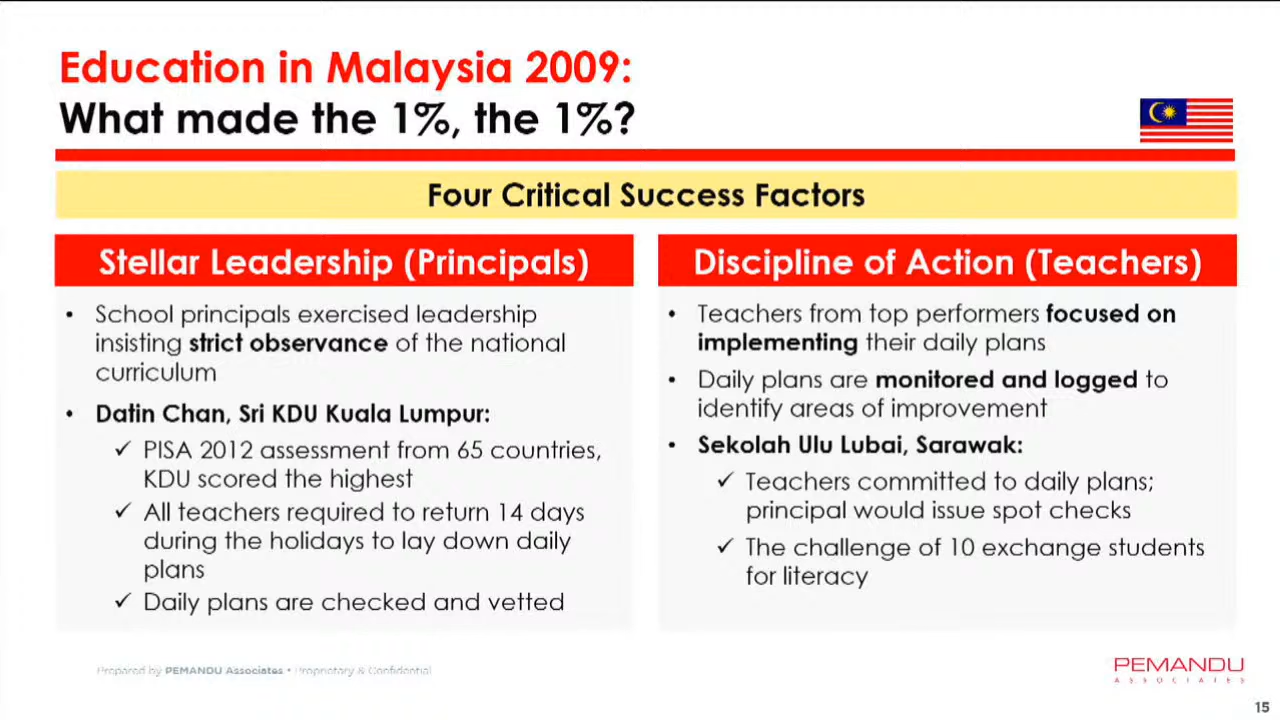 Education in Malaysia 2009:
What made the 1%, the 1%?
Four Critical Success Factors
Stellar Leadership (Principals)
• School principals exercised leadership
insisting strict observance of the national
curriculum
• Datin Chan, Sri KDU Kuala Lumpur:
✓ PISA 2012 assessment from 65 countries,
KDU scored the highest
✓ All teachers required to return 14 days
during the holidays to lay down daily
plans
✓ Daily plans are checked and vetted
Discipline of Action (Teachers)
• Teachers from top performers focused on
implementing their daily plans
• Daily plans are monitored and logged to
identify areas of improvement
• Sekolah Ulu Lubai, Sarawak:
✓ Teachers committed to daily plans;
principal would issue spot checks
✓ The challenge of 10 exchange students
for literacy
Prepared by PEMANDU Associates • Proprietary & Confidential
PEMANDU
ASSOCIATES
15